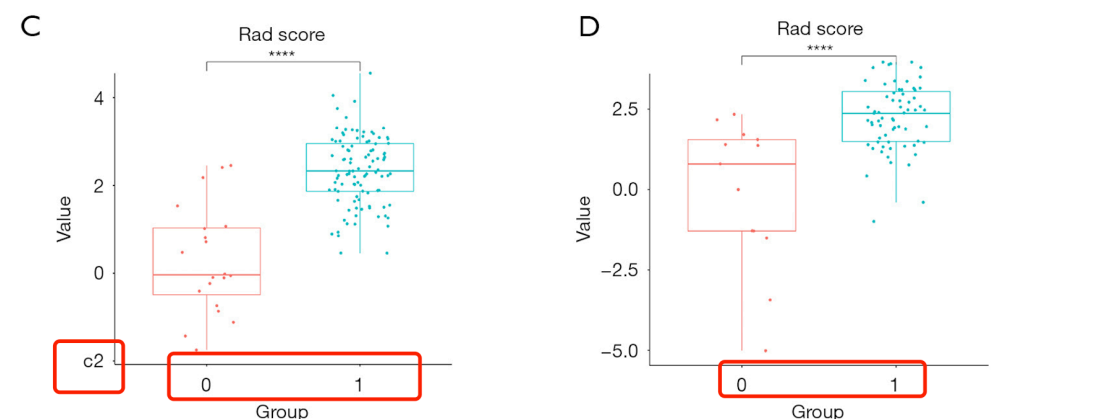 C
Rad score
****
4
2
0
c2
Value
0 1
Group
D
Rad score
****
2.5
0.0
−2.5
−5.0
Value
0 1
Group